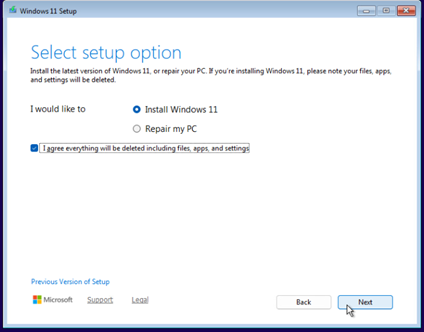 Windows 11 Setup
Select setup option
Install the latest version of Windows 11, or repair your PC. If you're installing Windows 11, please note your files, apps,
and settings will be deleted.
I would like to
Install Windows 11
Repair my PC
I agree everything will be deleted including files, apps, and settings
Previous Version of Setup
Microsoft Support Legal
Back Next